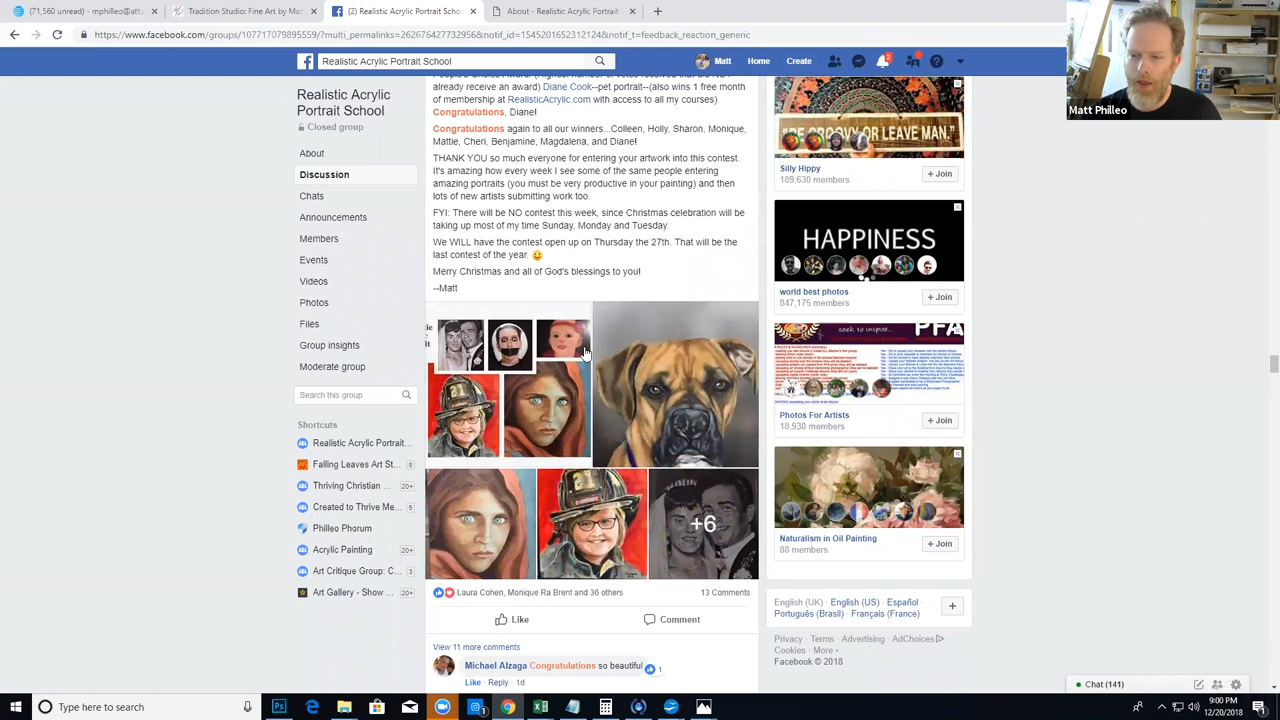 (71,560 unread) - mphilleo@att.
Tradition Studio: Fine Art by Mat
(2) Realistic Acrylic Portrait Schoo
About - Realistic Acrylic Portrait
https://www.facebook.com/groups/107717079895559/?multi_permalinks=262676427732956&notif_id=1545201952312124&notif_t=feedback_reaction_generic
Realistic Acrylic Portrait School
Matt Home Create 2
Matt Philleo
Realistic Acrylic
Portrait School
Closed group
About
Discussion
Chats
Announcements
Members
Events
Videos
Photos
Files
Group insights
Moderate group
Search this group
Shortcuts
Realistic Acrylic Portrait...
Falling Leaves Art St... 8
Thriving Christian ... 20+
Created to Thrive Me... 5
Philleo Phorum
Acrylic Painting 20+
Art Critique Group: C... 3
Art Gallery - Show ... 20+
already receive an award) Diane Cook--pet portrait--(also wins 1 free month
of membership at RealisticAcrylic.com with access to all my courses)
Congratulations, Diane!
Congratulations again to all our winners...Colleen, Holly, Sharon, Monique,
Mattie, Cheri. Benjamine, Magdalena, and Diane!
THANK YOU so much everyone for entering your artwork into this contest.
It's amazing how every week I see some of the same people entering
amazing portraits (you must be very productive in your painting) and then
lots of new artists submitting work too.
FYI: There will be NO contest this week, since Christmas celebration will be
taking up most of my time Sunday, Monday and Tuesday.
We WILL have the contest open up on Thursday the 27th. That will be the
last contest of the year. 😀
Merry Christmas and all of God's blessings to you!
--Matt
+6
Laura Cohen, Monique Ra Brent and 36 others 13 Comments
Like Comment
View 11 more comments
Michael Alzaga Congratulations so beautiful 1
Like · Reply · 1d
"BE GROOVY OR LEAVE MAN."
Silly Hippy
189,630 members
+ Join
HAPPINESS
world best photos
847,175 members
+ Join
seek to inspire...
PFA
Photos For Artists
18,930 members
+ Join
Naturalism in Oil Painting
88 members
+ Join
English (UK) · English (US) · Español ·
Português (Brasil) · Français (France)
+
Privacy · Terms · Advertising · AdChoices ·
Cookies · More
Facebook © 2018
Chat (141)
Type here to search
9:00 PM
12/20/2018